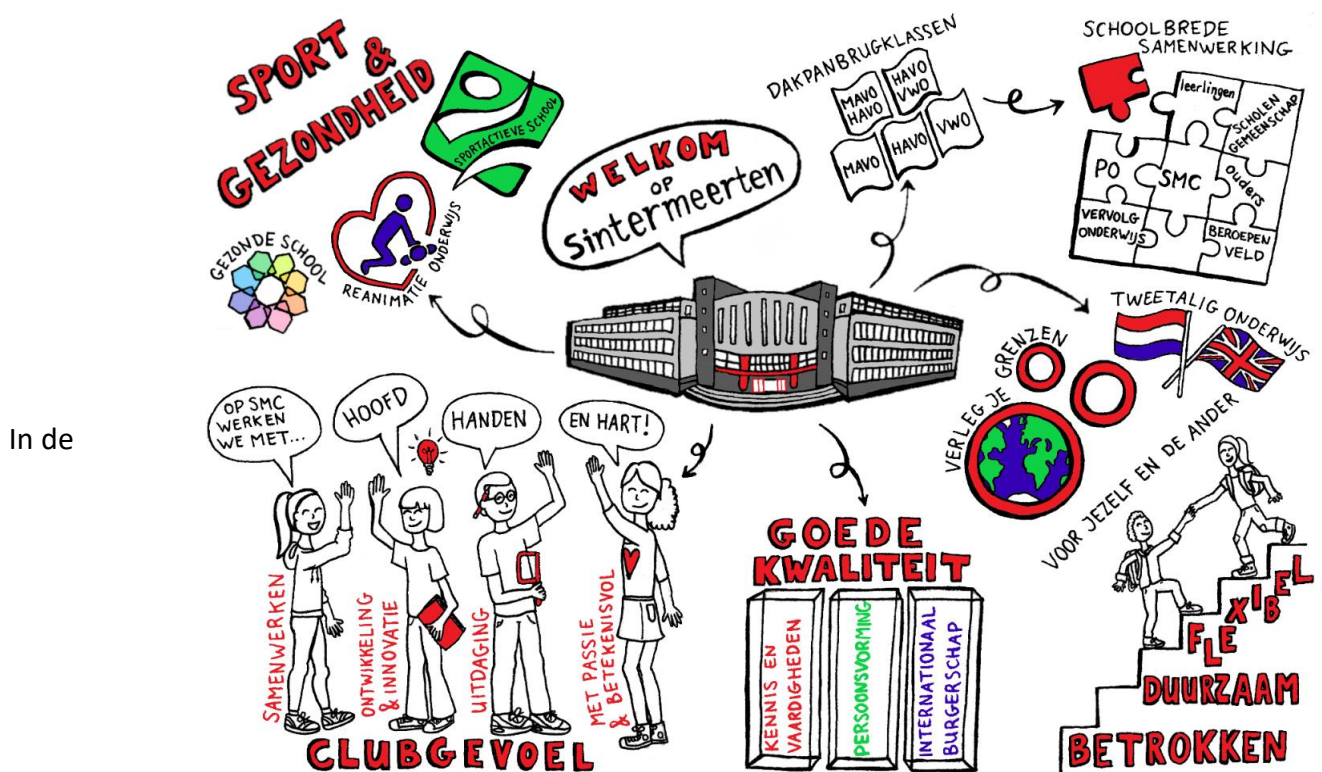 SPORT
&
GEZONDHEID
SPORTACTIEVE SCHOOL
REANIMATIE ONDERWIJS
GEZONDE SCHOOL
WELKOM
OP
Sintermeerten
DAKPANBRUGKLASSEN
MAVO
HAVO
HAVO
VWO
MAVO
HAVO
VWO
SCHOOLBREDE
SAMENWERKING
leerlingen
SCHOLEN
GEMEENSCHAP
PO
SMC
ouders
VERVOLG
ONDERWIJS
BEROEPEN
VELD
TWEETALIG ONDERWIJS
VERLEG JE GRENZEN
VOOR JEZELF EN DE ANDER
In de
OP SMC
WERKEN
WE MET...
HOOFD
HANDEN
EN HART!
SAMENWERKEN
ONTWIKKELING
& INNOVATIE
UITDAGING
MET PASSIE
& BETEKENISVOL
CLUBGEVOEL
GOEDE
KWALITEIT
KENNIS EN
VAARDIGHEDEN
PERSOONSVORMING
INTERNATIONAAL
BURGERSCHAP
FLEXIBEL
DUURZAAM
BETROKKEN